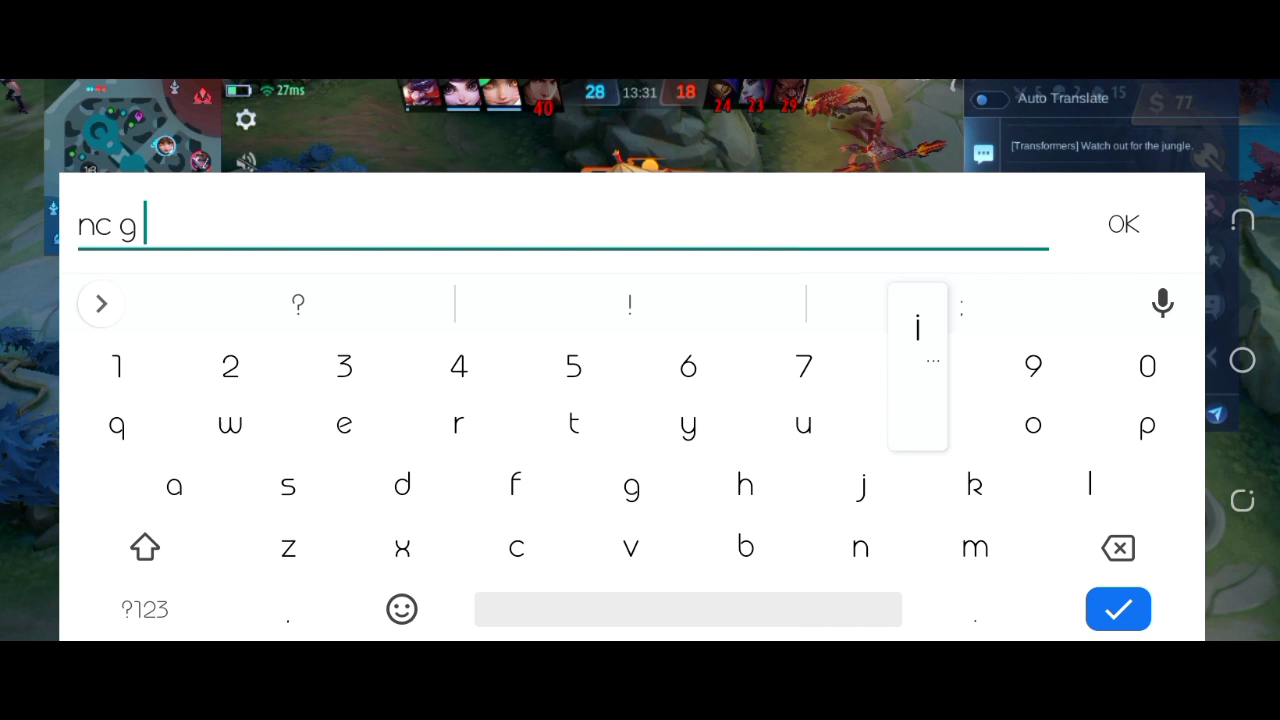 27ms
40
28 13:31 18
24 23 29
Auto Translate
15
$ 77
[Transformers] Watch out for the jungle.
nc g
OK
? ! :
i
...
1 2 3 4 5 6 7 9 0
q w e r t y u o p
a s d f g h j k l
z x c v b n m
?123 . .